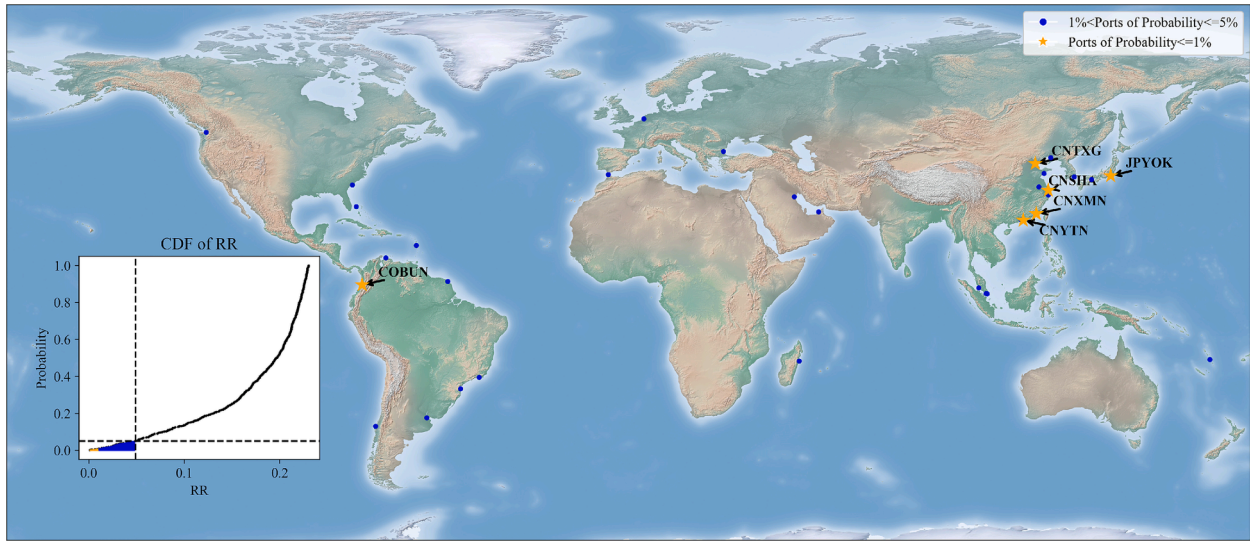 1%<Ports of Probability<=5%
Ports of Probability<=1%
CNTXG
JPYOK
CNSHA
CNXMN
CNYTN
COBUN
CDF of RR
1.0
0.8
0.6
0.4
0.2
0.0
Probability
0.0
0.1
0.2
RR